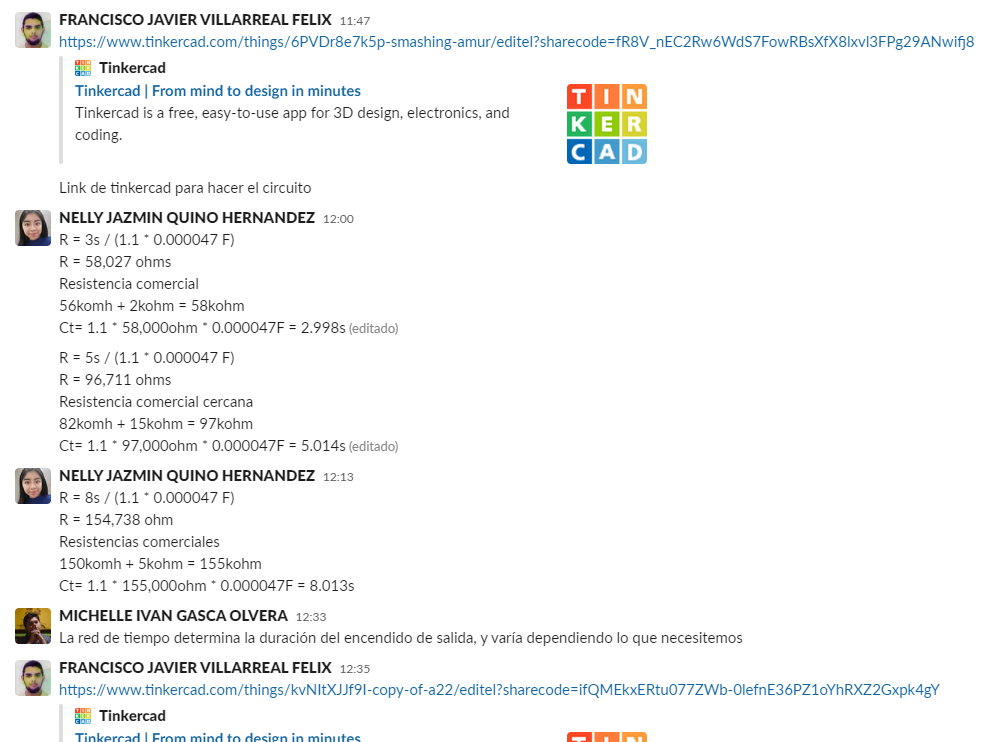 FRANCISCO JAVIER VILLARREAL FELIX 11:47
https://www.tinkercad.com/things/6PVDr8e7k5p-smashing-amur/editel?sharecode=fR8V_nEC2Rw6WdS7FowRBsXfX8lxvl3FPg29ANwifj8
Tinkercad
Tinkercad | From mind to design in minutes
Tinkercad is a free, easy-to-use app for 3D design, electronics, and
coding.
TIN
KER
CAD
Link de tinkercad para hacer el circuito
NELLY JAZMIN QUINO HERNANDEZ 12:00
R = 3s / (1.1 * 0.000047 F)
R = 58,027 ohms
Resistencia comercial
56komh + 2kohm = 58kohm
Ct= 1.1 * 58,000ohm * 0.000047F = 2.998s (editado)
R = 5s / (1.1 * 0.000047 F)
R = 96,711 ohms
Resistencia comercial cercana
82komh + 15kohm = 97kohm
Ct= 1.1 * 97,000ohm * 0.000047F = 5.014s (editado)
NELLY JAZMIN QUINO HERNANDEZ 12:13
R = 8s / (1.1 * 0.000047 F)
R = 154,738 ohm
Resistencias comerciales
150komh + 5kohm = 155kohm
Ct= 1.1 * 155,000ohm * 0.000047F = 8.013s
MICHELLE IVAN GASCA OLVERA 12:33
La red de tiempo determina la duración del encendido de salida, y varía dependiendo lo que necesitemos
FRANCISCO JAVIER VILLARREAL FELIX 12:35
https://www.tinkercad.com/things/kvNItXJJf9I-copy-of-a22/editel?sharecode=ifQMEkxERtu077ZWb-0lefnE36PZ1oYhRXZ2Gxpk4gY
Tinkercad
Tinkercad | From mind to design in minutes
TIN